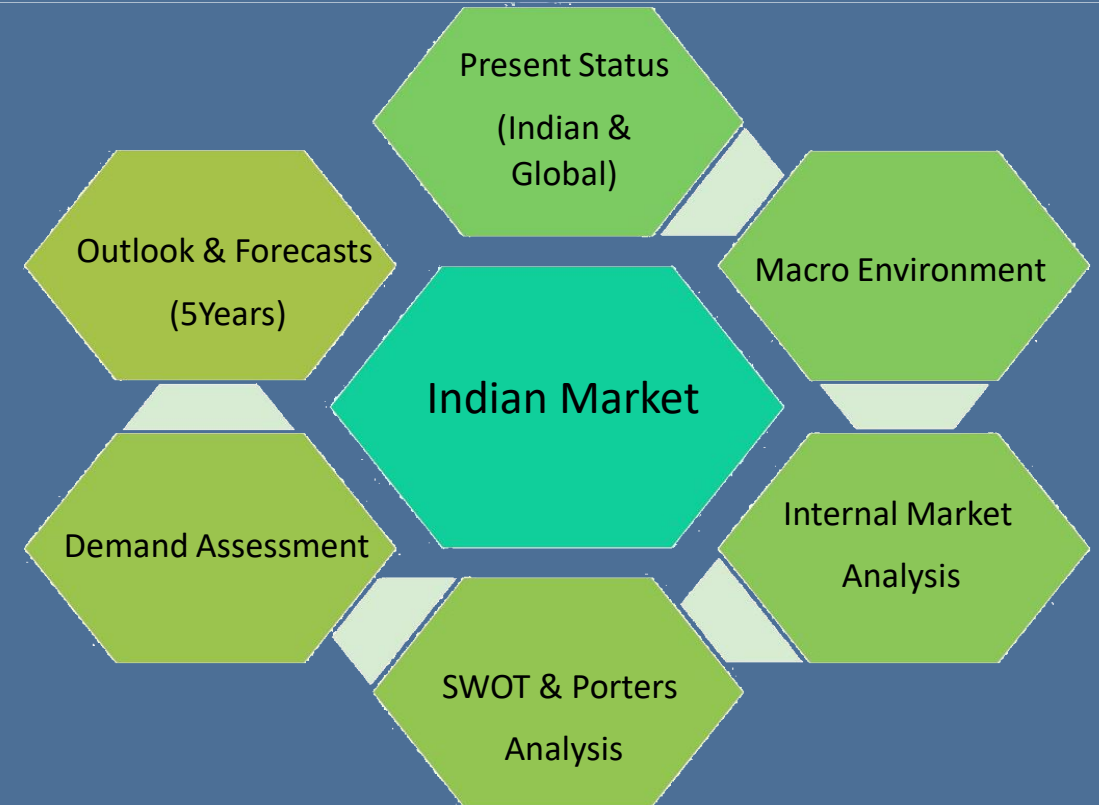 Present Status
(Indian &
Global)
Macro Environment
Internal Market
Analysis
SWOT & Porters
Analysis
Demand Assessment
Outlook & Forecasts
(5Years)
Indian Market